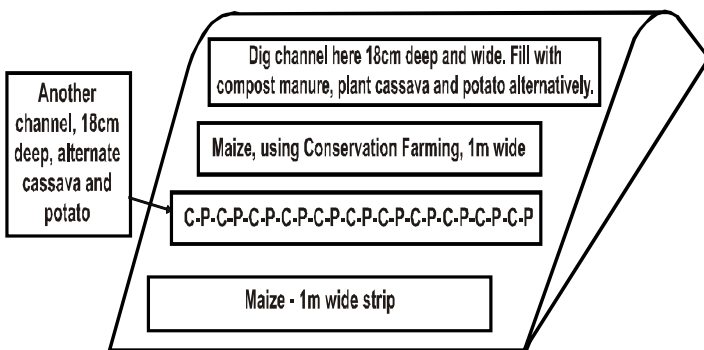 Dig channel here 18cm deep and wide. Fill with
compost manure, plant cassava and potato alternatively.
Another
channel, 18cm
deep, alternate
cassava and
potato
Maize, using Conservation Farming, 1m wide
C-P-C-P-C-P-C-P-C-P-C-P-C-P-C-P-C-P-C-P-C-P
Maize - 1m wide strip